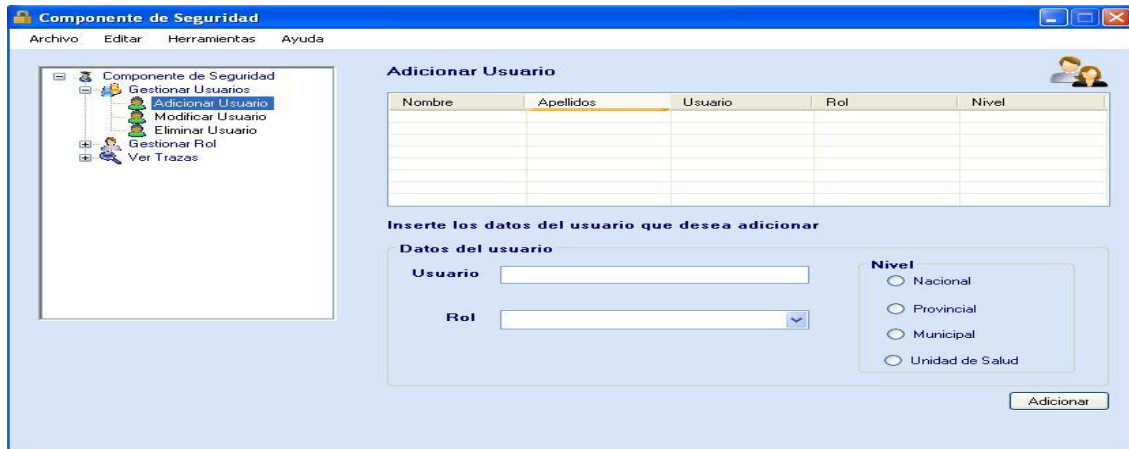 Componente de Seguridad
Archivo Editar Herramientas Ayuda
Componente de Seguridad
Gestionar Usuarios
Adicionar Usuario
Modificar Usuario
Eliminar Usuario
Gestionar Rol
Ver Trazas
Adicionar Usuario
Nombre Apellidos Usuario Rol Nivel
Inserte los datos del usuario que desea adicionar
Datos del usuario
Usuario
Rol
Nivel
Nacional
Provincial
Municipal
Unidad de Salud
Adicionar